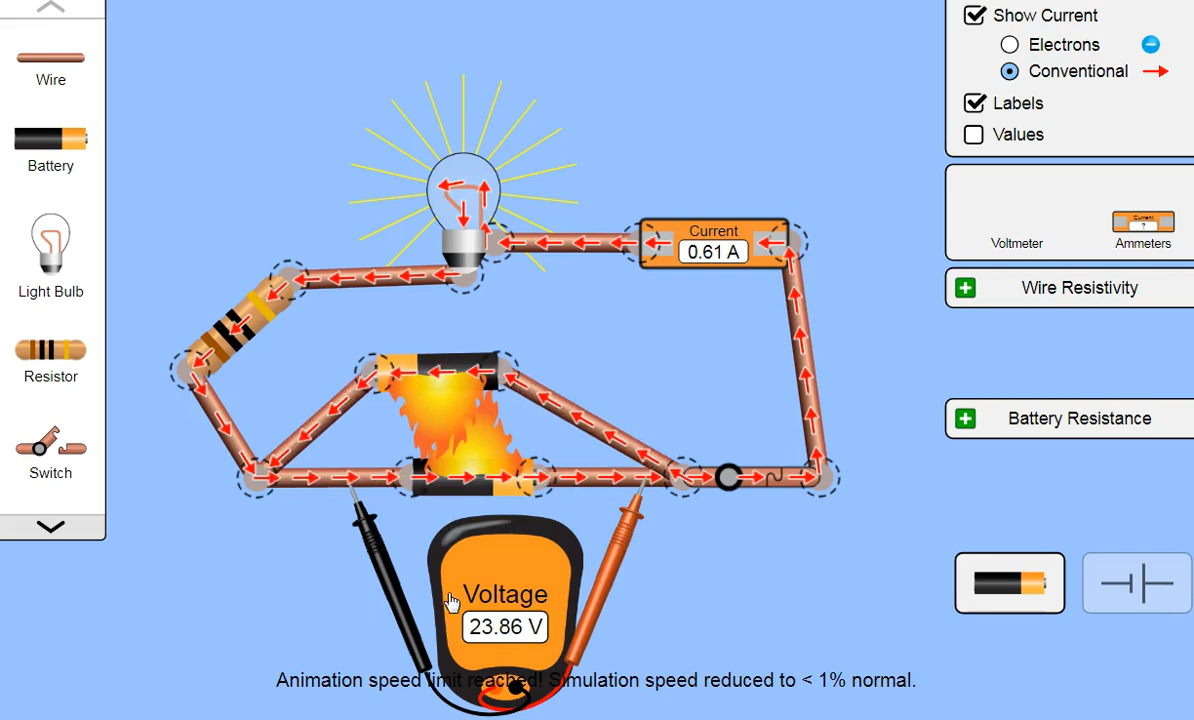 Wire
Battery
Light Bulb
Resistor
Switch
Current
0.61 A
Voltage
23.86 V
Animation speed limit reached! Simulation speed reduced to < 1% normal.
Show Current
Electrons
Conventional
Labels
Values
Current
?
Voltmeter
Ammeters
Wire Resistivity
Battery Resistance